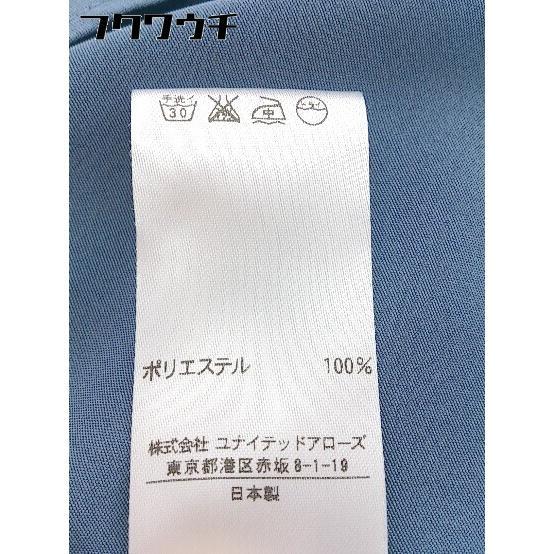 フクウウチ
手洗イ
30
中
ドライ
ポリエステル 100%
株式会社 ユナイテッドアローズ
東京都港区赤坂 8-1-19
日本製